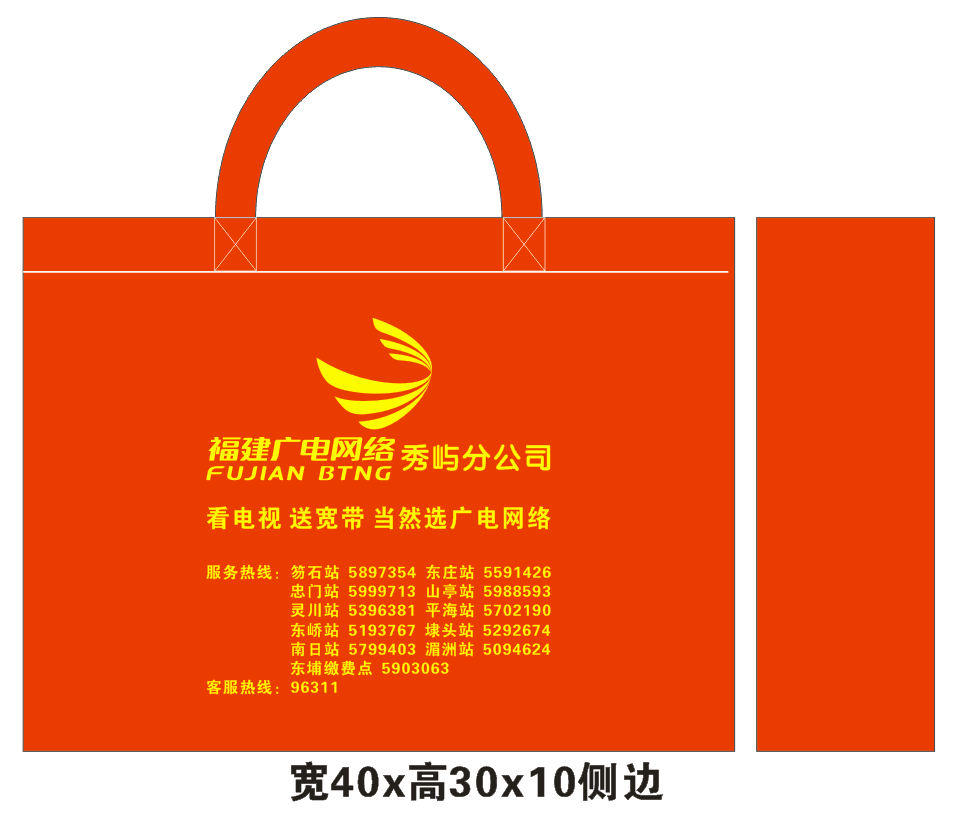 福建广电网络 秀屿分公司
FUJIAN BTNG
看电视 送宽带 当然选广电网络
服务热线：笏石站 5897354 东庄站 5591426
忠门站 5999713 山亭站 5988593
灵川站 5396381 平海站 5702190
东峤站 5193767 埭头站 5292674
南日站 5799403 湄洲站 5094624
东埔缴费点 5903063
客服热线：96311
宽40x高30x10侧边